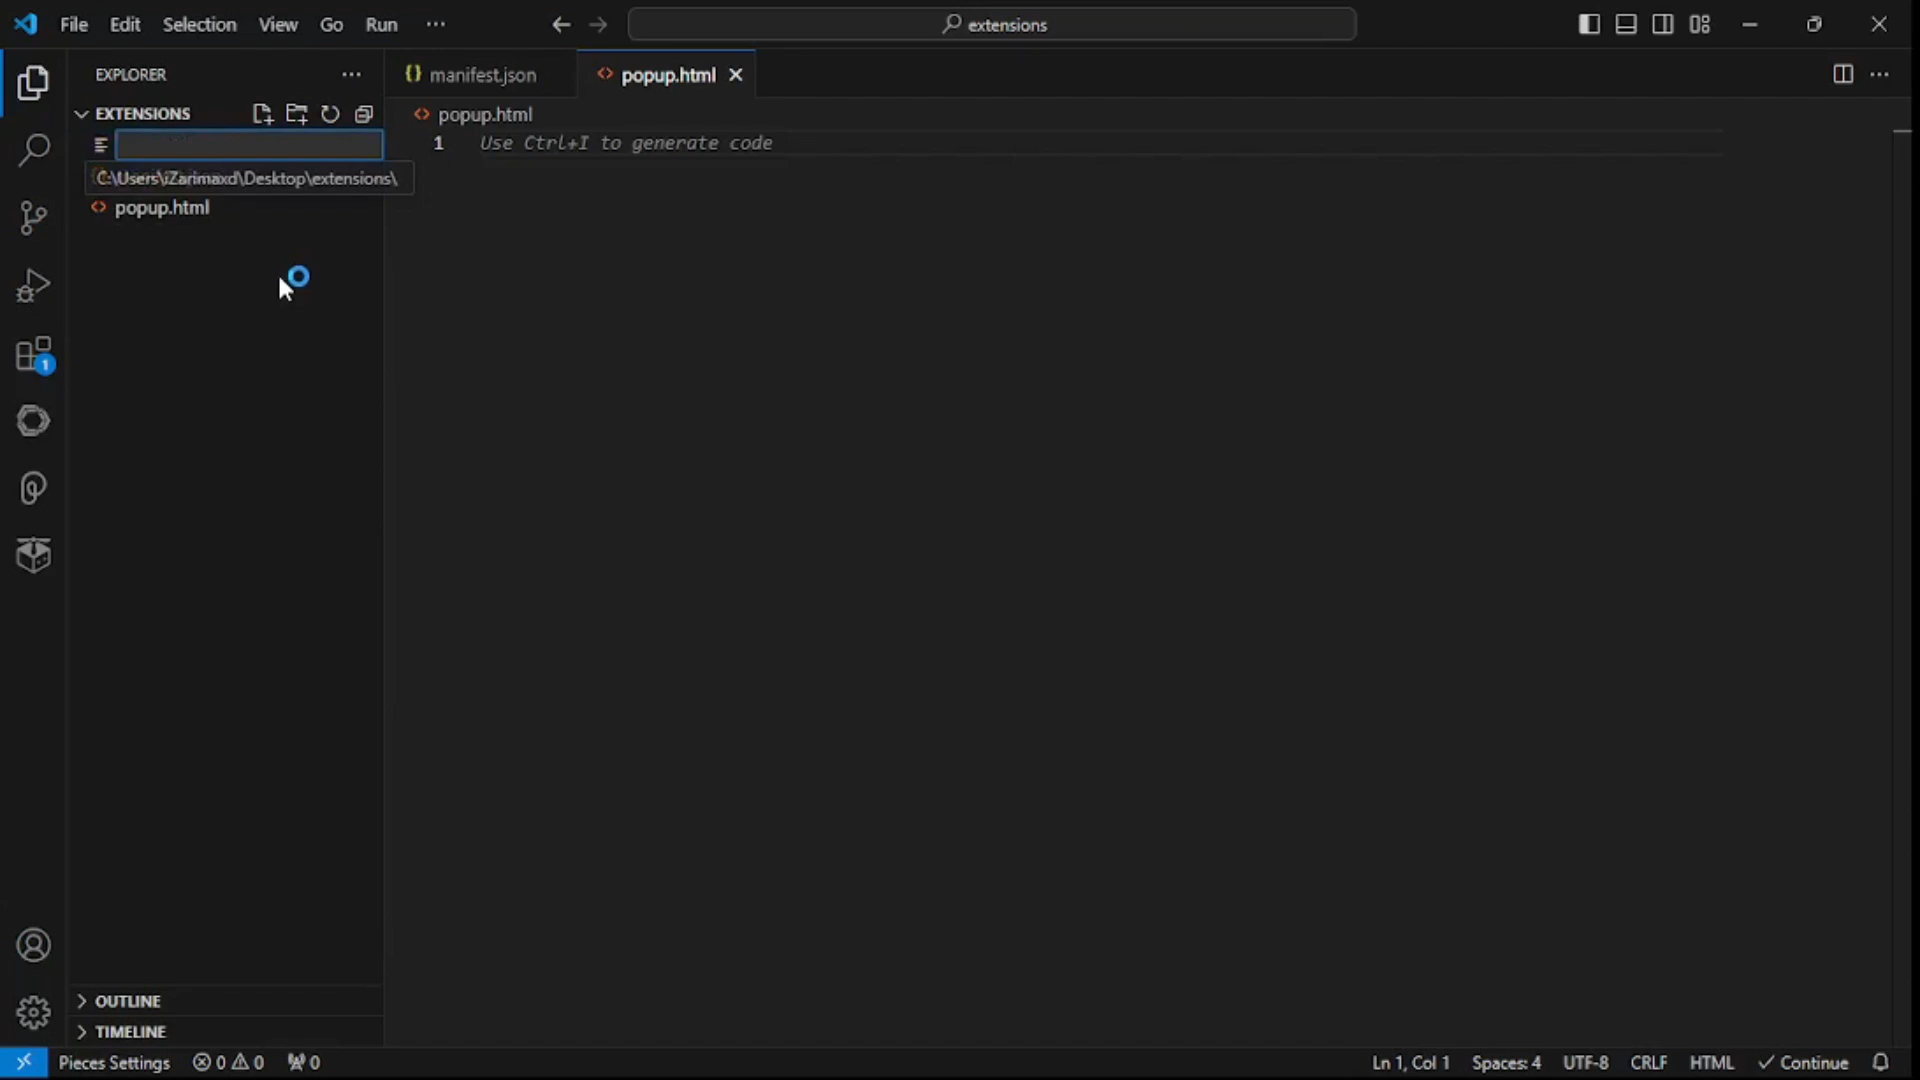 File Edit Selection View Go Run ···
extensions
EXPLORER ···
manifest.json
popup.html
EXTENSIONS
popup.html
1 Use Ctrl+I to generate code
C:\Users\iZarimaxd\Desktop\extensions\
popup.html
1
OUTLINE
TIMELINE
Pieces Settings 0 0 0
Ln 1, Col 1 Spaces: 4 UTF-8 CRLF HTML Continue